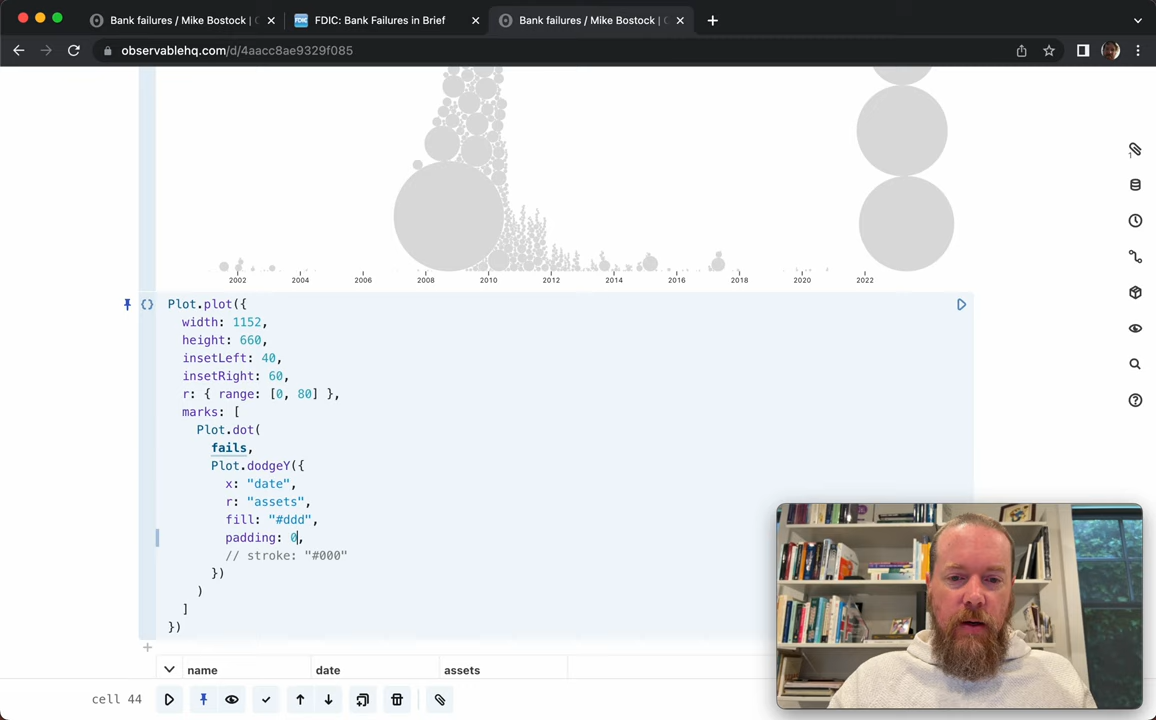 Bank failures / Mike Bostock |
FDIC: Bank Failures in Brief
Bank failures / Mike Bostock |
observablehq.com/d/4aacc8ae9329f085
2002 2004 2006 2008 2010 2012 2014 2016 2018 2020 2022
Plot.plot({
width: 1152,
height: 660,
insetLeft: 40,
insetRight: 60,
r: { range: [0, 80] },
marks: [
Plot.dot(
fails,
Plot.dodgeY({
x: "date",
r: "assets",
fill: "#ddd",
padding: 0,
// stroke: "#000"
})
)
]
})
name date assets
cell 44